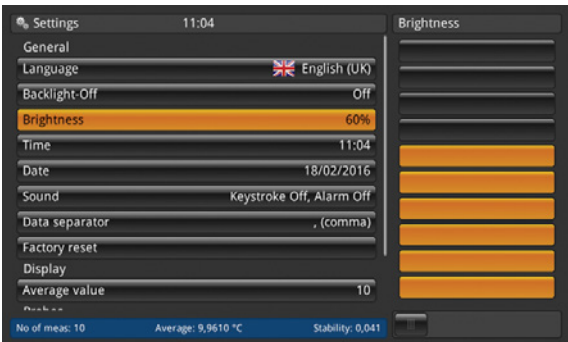 Settings 11:04
General
Language English (UK)
Backlight-Off Off
Brightness 60%
Time 11:04
Date 18/02/2016
Sound Keystroke Off, Alarm Off
Data separator , (comma)
Factory reset
Display
Average value 10
No of meas: 10 Average: 9,9610 °C Stability: 0,041
Brightness